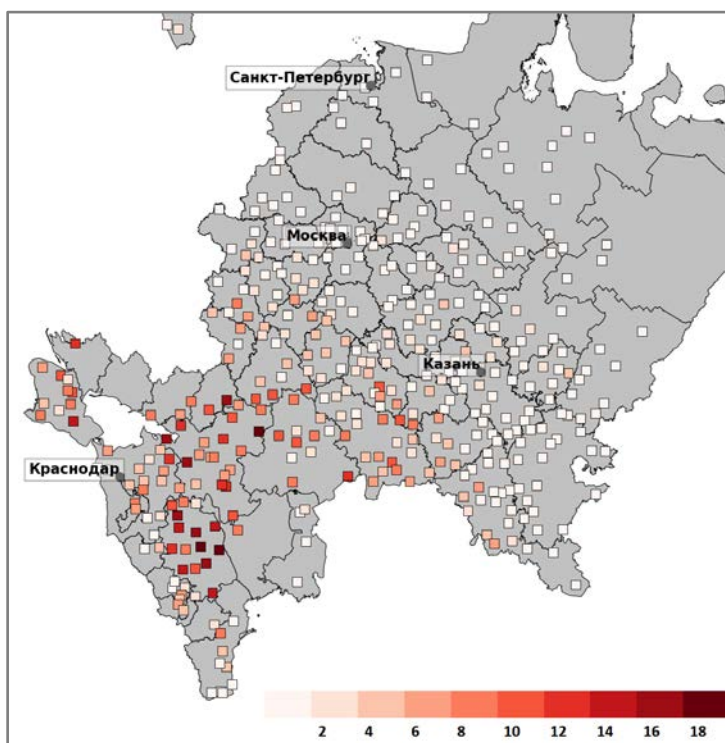 Санкт-Петербург
Москва
Казань
Краснодар
2 4 6 8 10 12 14 16 18